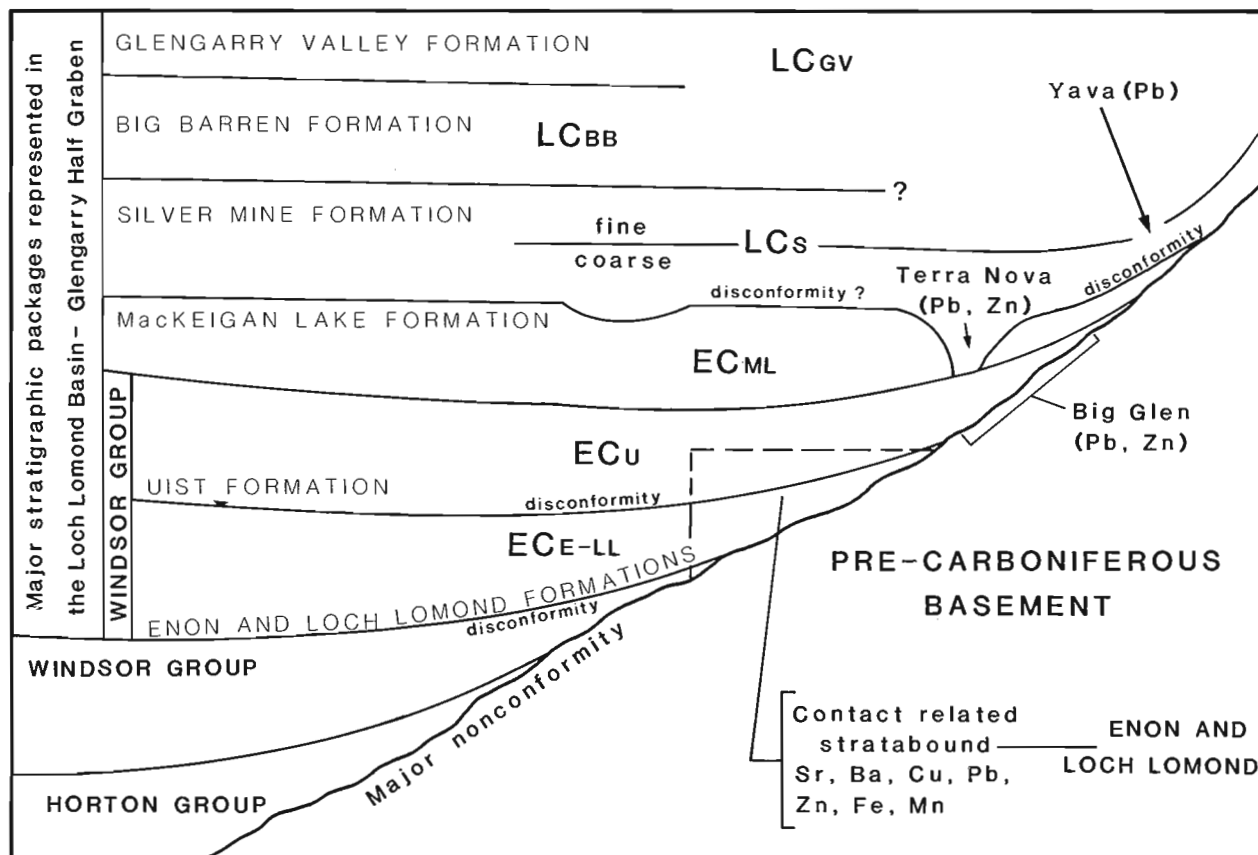 Major stratigraphic packages represented in
the Loch Lomond Basin - Glengarry Half Graben
GLENGARRY VALLEY FORMATION
LCGV
Yava (Pb)
BIG BARREN FORMATION
LCBB
?
SILVER MINE FORMATION
fine
LCS
coarse
disconformity
Terra Nova
(Pb, Zn)
disconformity ?
MacKEIGAN LAKE FORMATION
ECML
Big Glen
(Pb, Zn)
WINDSOR GROUP
ECU
UIST FORMATION
disconformity
ECE-LL
ENON AND LOCH LOMOND FORMATIONS
disconformity
PRE-CARBONIFEROUS
BASEMENT
WINDSOR GROUP
Major nonconformity
HORTON GROUP
Contact related
stratabound
Sr, Ba, Cu, Pb,
Zn, Fe, Mn
ENON AND
LOCH LOMOND